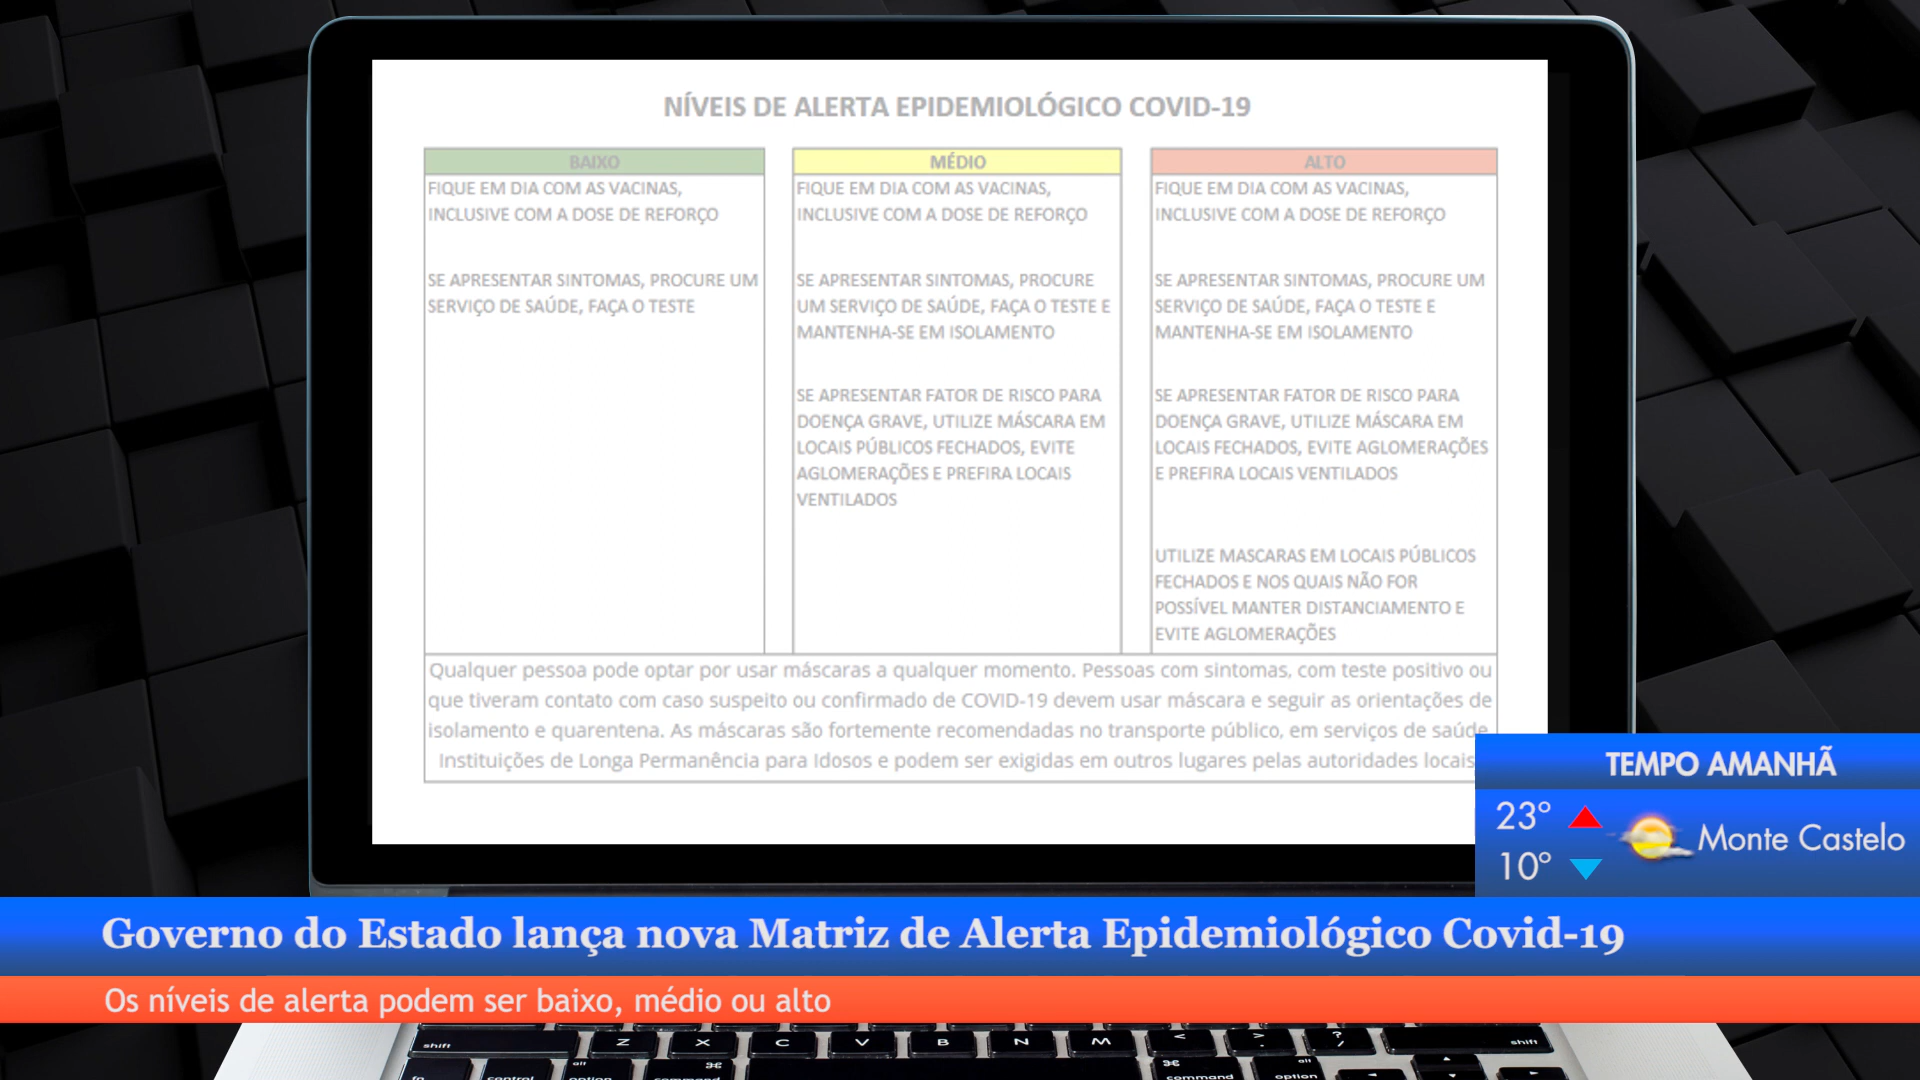 NÍVEIS DE ALERTA EPIDEMIOLÓGICO COVID-19
BAIXO
FIQUE EM DIA COM AS VACINAS,
INCLUSIVE COM A DOSE DE REFORÇO
SE APRESENTAR SINTOMAS, PROCURE UM
SERVIÇO DE SAÚDE, FAÇA O TESTE
MÉDIO
FIQUE EM DIA COM AS VACINAS,
INCLUSIVE COM A DOSE DE REFORÇO
SE APRESENTAR SINTOMAS, PROCURE
UM SERVIÇO DE SAÚDE, FAÇA O TESTE E
MANTENHA-SE EM ISOLAMENTO
SE APRESENTAR FATOR DE RISCO PARA
DOENÇA GRAVE, UTILIZE MÁSCARA EM
LOCAIS PÚBLICOS FECHADOS, EVITE
AGLOMERAÇÕES E PREFIRA LOCAIS
VENTILADOS
ALTO
FIQUE EM DIA COM AS VACINAS,
INCLUSIVE COM A DOSE DE REFORÇO
SE APRESENTAR SINTOMAS, PROCURE UM
SERVIÇO DE SAÚDE, FAÇA O TESTE E
MANTENHA-SE EM ISOLAMENTO
SE APRESENTAR FATOR DE RISCO PARA
DOENÇA GRAVE, UTILIZE MÁSCARA EM
LOCAIS FECHADOS, EVITE AGLOMERAÇÕES
E PREFIRA LOCAIS VENTILADOS
UTILIZE MASCARAS EM LOCAIS PÚBLICOS
FECHADOS E NOS QUAIS NÃO FOR
POSSÍVEL MANTER DISTANCIAMENTO E
EVITE AGLOMERAÇÕES
Qualquer pessoa pode optar por usar máscaras a qualquer momento. Pessoas com sintomas, com teste positivo ou
que tiveram contato com caso suspeito ou confirmado de COVID-19 devem usar máscara e seguir as orientações de
isolamento e quarentena. As máscaras são fortemente recomendadas no transporte público, em serviços de saúde
Instituições de Longa Permanência para Idosos e podem ser exigidas em outros lugares pelas autoridades locais
TEMPO AMANHÃ
23°
10°
Monte Castelo
Governo do Estado lança nova Matriz de Alerta Epidemiológico Covid-19
Os níveis de alerta podem ser baixo, médio ou alto
shift Z X C V B N M < > ? / shift
fn control alt option ⌘ command ⌘ command alt option